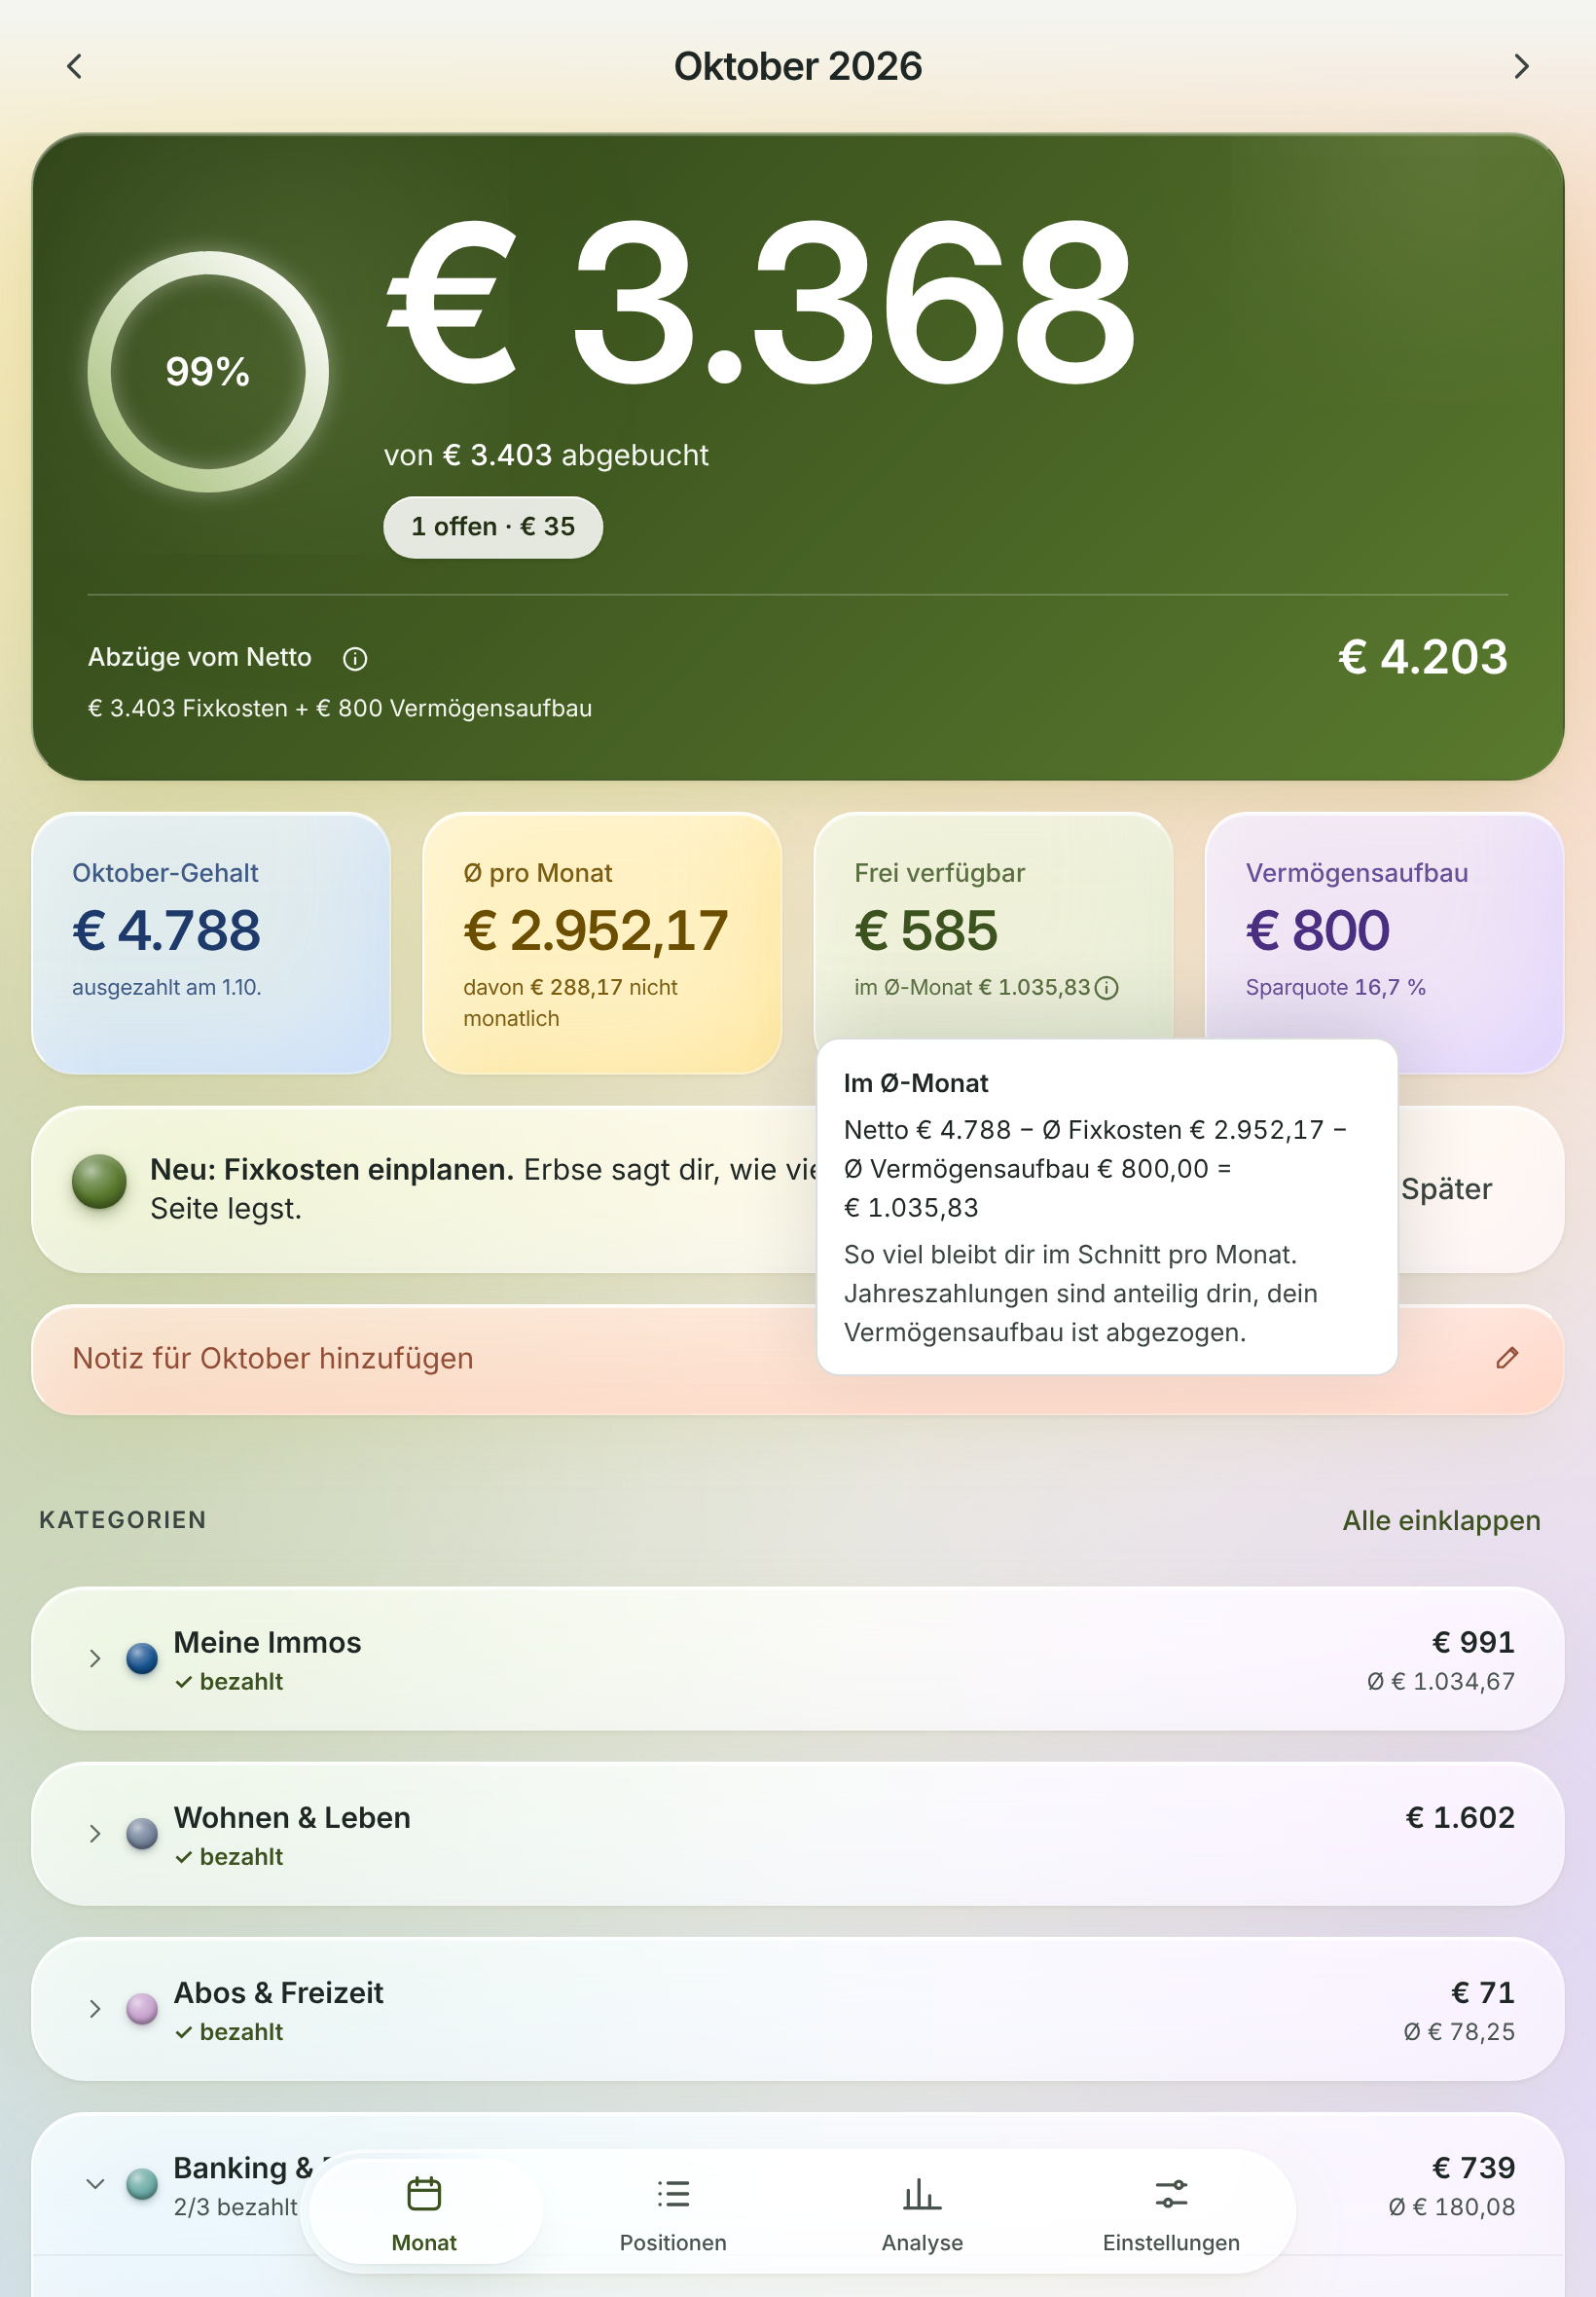 Oktober 2026
€ 3.368
99%
von € 3.403 abgebucht
1 offen · € 35
Abzüge vom Netto
€ 4.203
€ 3.403 Fixkosten + € 800 Vermögensaufbau
Oktober-Gehalt
€ 4.788
ausgezahlt am 1.10.
Ø pro Monat
€ 2.952,17
davon € 288,17 nicht
monatlich
Frei verfügbar
€ 585
im Ø-Monat € 1.035,83
Vermögensaufbau
€ 800
Sparquote 16,7 %
Im Ø-Monat
Netto € 4.788 − Ø Fixkosten € 2.952,17 −
Ø Vermögensaufbau € 800,00 =
€ 1.035,83
So viel bleibt dir im Schnitt pro Monat.
Jahreszahlungen sind anteilig drin, dein
Vermögensaufbau ist abgezogen.
Neu: Fixkosten einplanen. Erbse sagt dir, wie
Seite legst.
Später
Notiz für Oktober hinzufügen
KATEGORIEN
Alle einklappen
Meine Immos
€ 991
✓ bezahlt
Ø € 1.034,67
Wohnen & Leben
€ 1.602
✓ bezahlt
Abos & Freizeit
€ 71
✓ bezahlt
Ø € 78,25
Banking &
€ 739
2/3 bezahlt
Ø € 180,08
Monat
Positionen
Analyse
Einstellungen